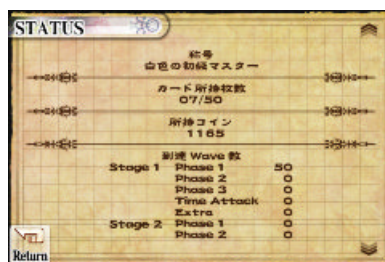 STATUS
称号
白色の初級マスター
カード所持枚数
07/50
所持コイン
1165
到達 Wave 数
Stage 1 Phase 1 50
Phase 2 0
Phase 3 0
Time Attack 0
Extra 0
Stage 2 Phase 1 0
Phase 2 0
Return